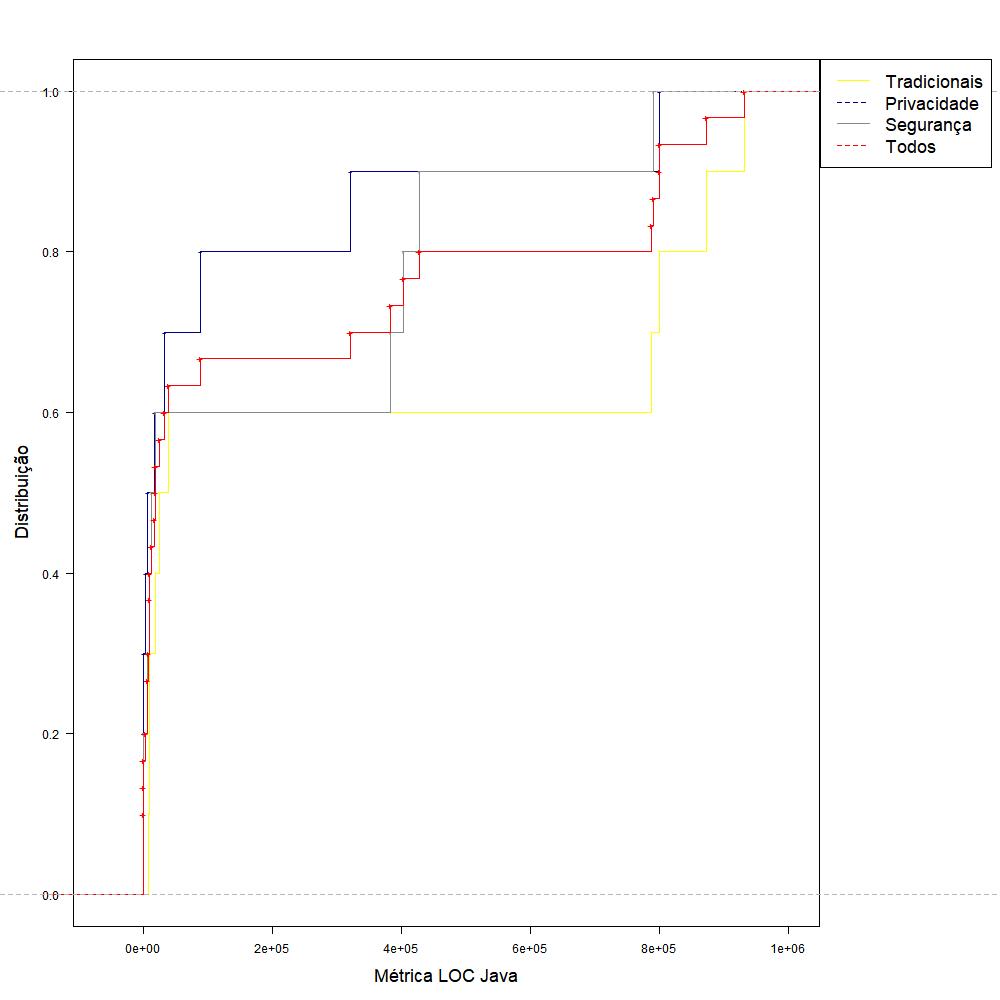 Tradicionais
Privacidade
Segurança
Todos
Distribuição
1.0
0.8
0.6
0.4
0.2
0.0
0e+00 2e+05 4e+05 6e+05 8e+05 1e+06
Métrica LOC Java